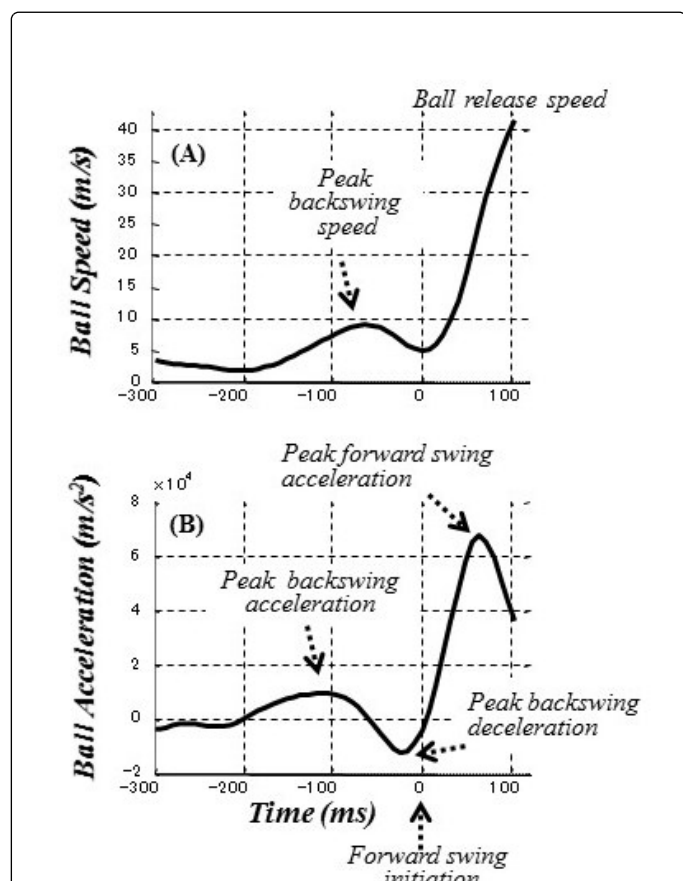 Ball release speed
(A)
Peak
backswing
speed
Ball Speed (m/s)
40
35
30
25
20
15
10
5
0
-300
-200
-100
0
100
Peak forward swing
acceleration
×10⁴
(B)
Peak backswing
acceleration
Peak backswing
deceleration
Ball Acceleration (m/s²)
8
6
4
2
0
-2
-300
-200
-100
0
100
Time (ms)
Forward swing
initiation